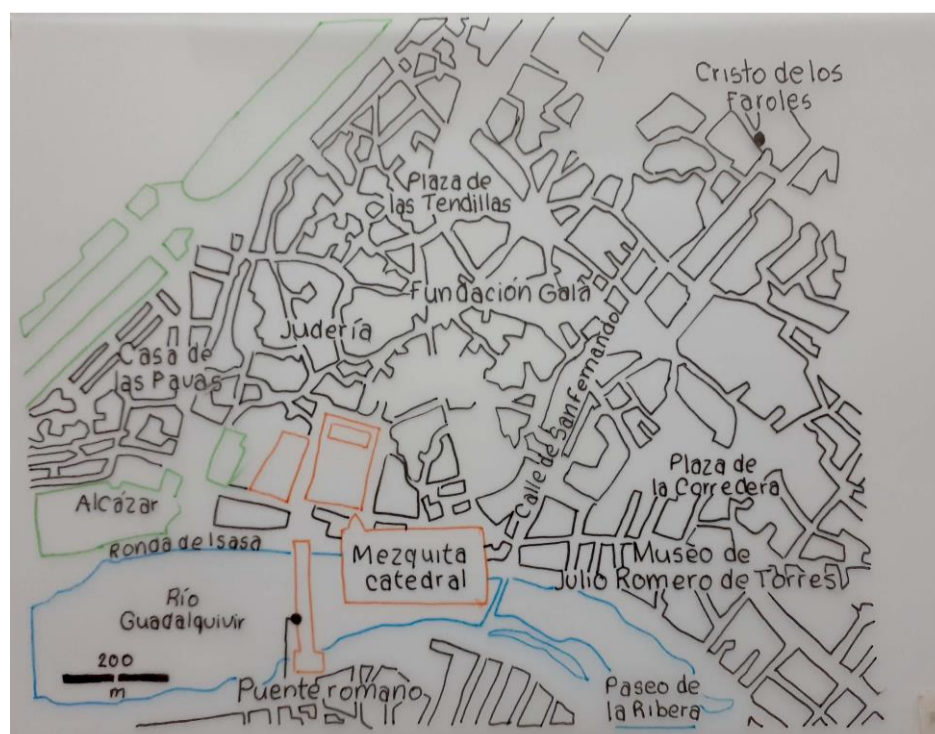 Cristo de los
Faroles
Plaza de
las Tendillas
Fundación Gala
Judería
Casa de
las Pavas
Calle de San Fernando
Plaza de
la Corredera
Alcázar
Ronda de Isasa
Mezquita
catedral
Museo de
Julio Romero de Torres
Río
Guadalquivir
200
m
Puente romano
Paseo de
la Ribera